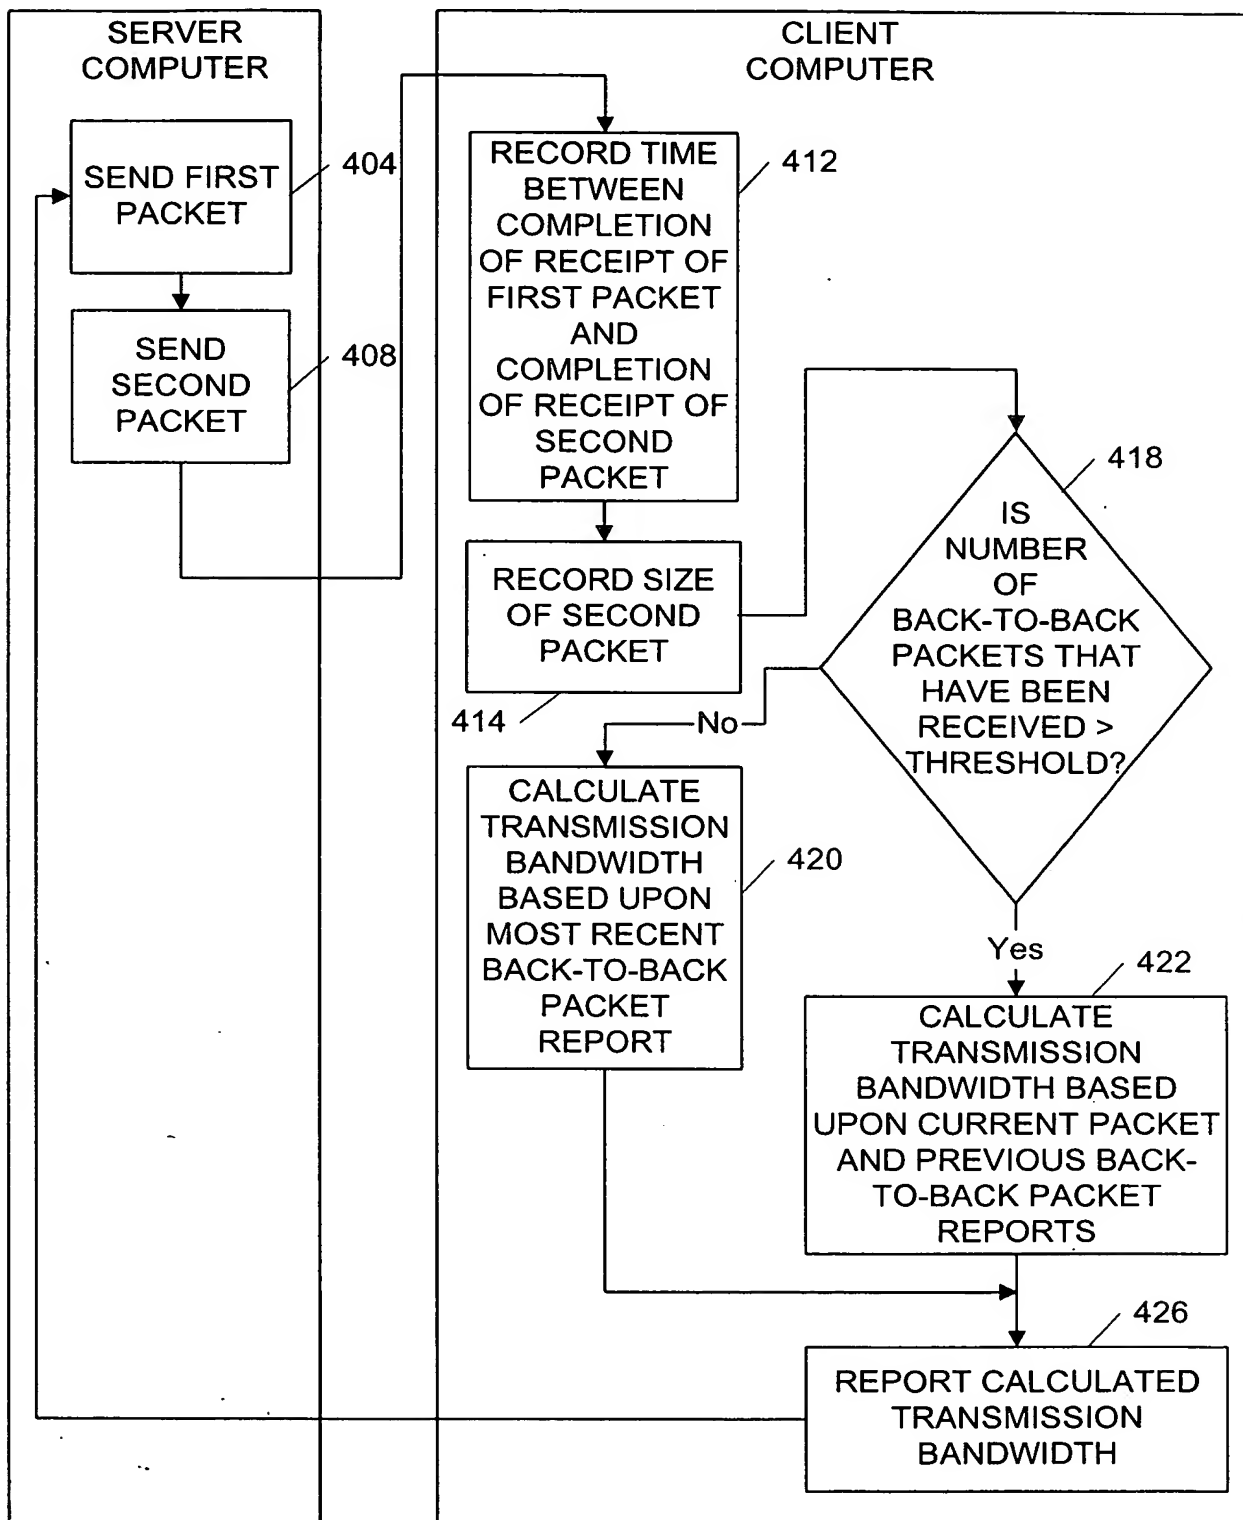 SERVER
COMPUTER
SEND FIRST
PACKET
404
SEND
SECOND
PACKET
408
CLIENT
COMPUTER
RECORD TIME
BETWEEN
COMPLETION
OF RECEIPT OF
FIRST PACKET
AND
COMPLETION
OF RECEIPT OF
SECOND
PACKET
412
RECORD SIZE
OF SECOND
PACKET
414
IS
NUMBER
OF
BACK-TO-BACK
PACKETS THAT
HAVE BEEN
RECEIVED >
THRESHOLD?
418
No
CALCULATE
TRANSMISSION
BANDWIDTH
BASED UPON
MOST RECENT
BACK-TO-BACK
PACKET
REPORT
420
Yes
422
CALCULATE
TRANSMISSION
BANDWIDTH BASED
UPON CURRENT PACKET
AND PREVIOUS BACK-
TO-BACK PACKET
REPORTS
426
REPORT CALCULATED
TRANSMISSION
BANDWIDTH